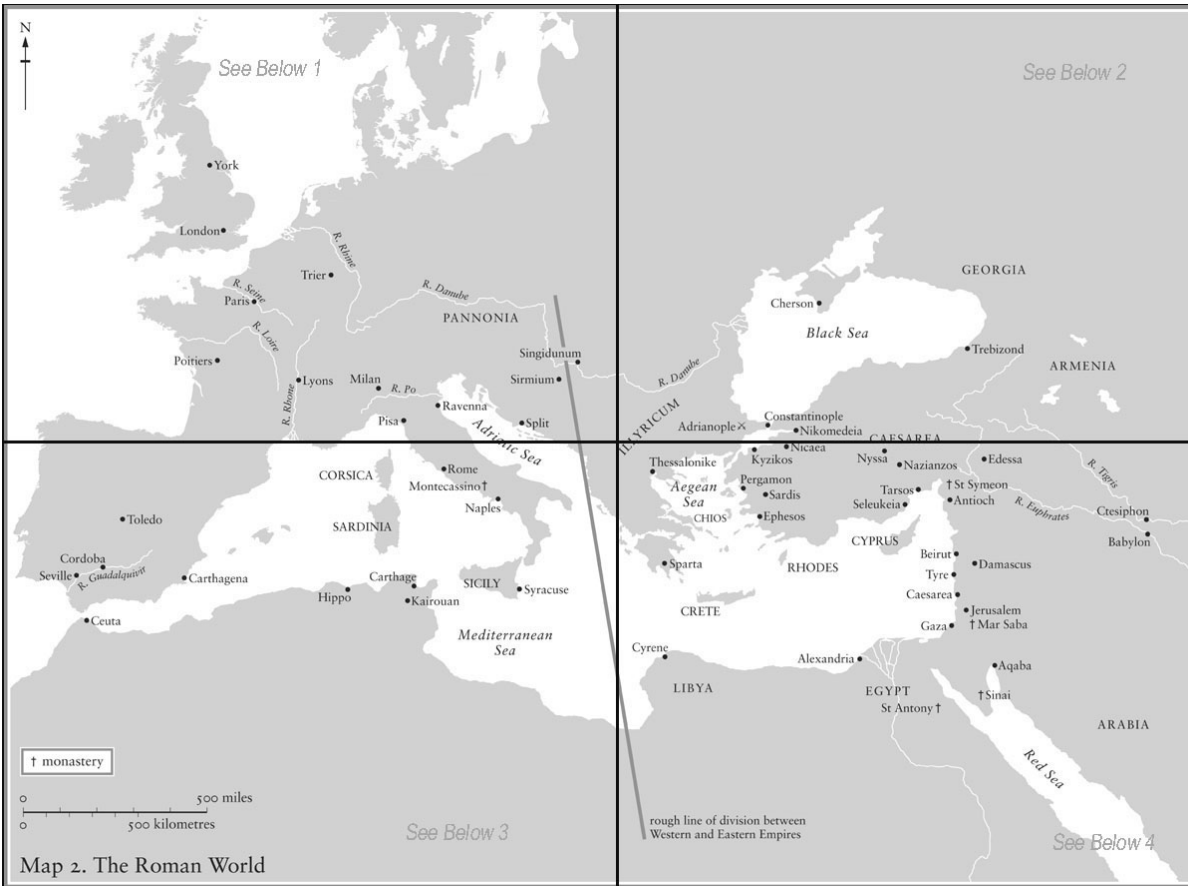 N
See Below 1
See Below 2
York
London
R. Rhine
Trier
R. Seine
Paris
R. Danube
PANNONIA
R. Loire
Poitiers
Singidunum
Sirmium
Lyons
Milan
R. Po
R. Rhone
Ravenna
Pisa
Split
Adriatic Sea
GEORGIA
Cherson
Black Sea
Trebizond
ARMENIA
R. Danube
ILLYRICUM
Constantinople
Adrianople
Nikomedeia
CAESAREA
Nicaea
Kyzikos
Nyssa
Nazianzos
Edessa
R. Tigris
Thessalonike
Pergamon
Aegean
Sea
Sardis
CHIOS
Ephesos
Tarsos
† St Symeon
Seleukeia
Antioch
R. Euphrates
Ctesiphon
Babylon
CORSICA
Rome
Montecassino †
Naples
SARDINIA
Toledo
Cordoba
Seville
R. Guadalquivir
Carthagena
Carthage
Hippo
Kairouan
SICILY
Syracuse
Ceuta
Mediterranean
Sea
CYPRUS
Beirut
Damascus
Sparta
RHODES
Tyre
Caesarea
CRETE
Jerusalem
† Mar Saba
Gaza
Cyrene
Alexandria
Aqaba
LIBYA
EGYPT
† Sinai
St Antony †
ARABIA
Red Sea
† monastery
0 500 miles
0 500 kilometres
See Below 3
rough line of division between
Western and Eastern Empires
See Below 4
Map 2. The Roman World